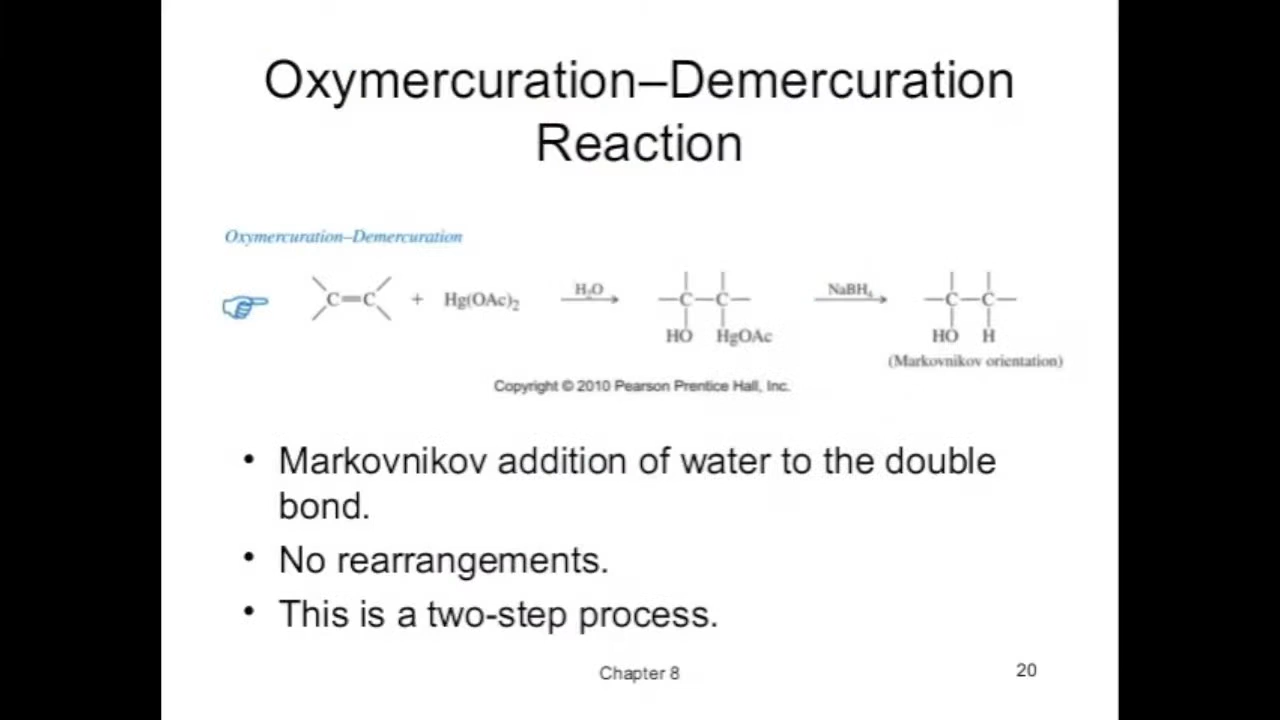 Oxymercuration–Demercuration
Reaction
Oxymercuration–Demercuration
C=C + Hg(OAc)₂ H₂O C–C NaBH₄ C–C
HO HgOAc HO H
(Markovnikov orientation)
Copyright © 2010 Pearson Prentice Hall, Inc.
• Markovnikov addition of water to the double
bond.
• No rearrangements.
• This is a two-step process.
Chapter 8
20